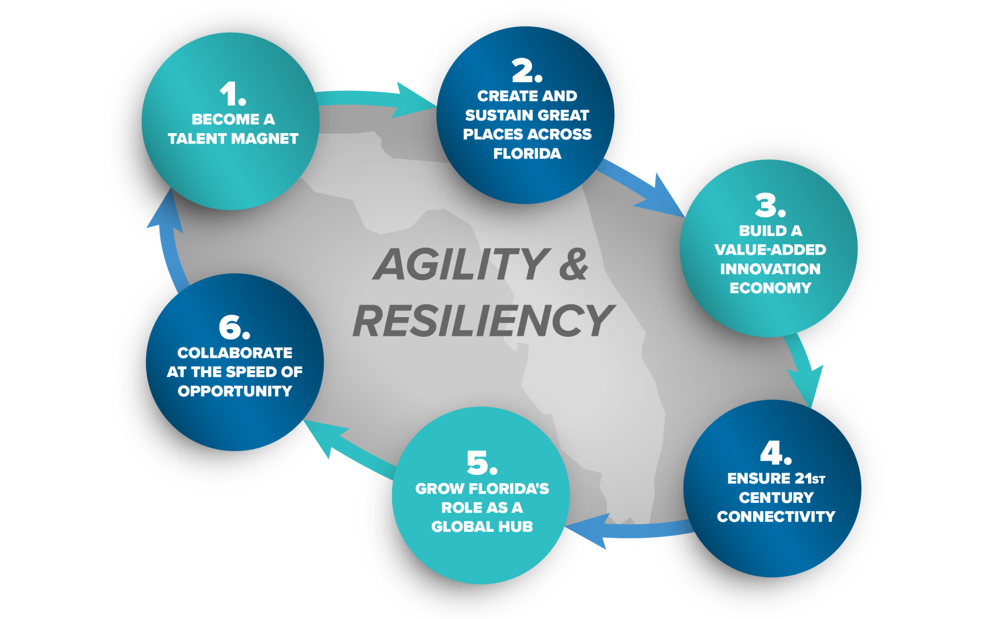 1.
BECOME A
TALENT MAGNET
2.
CREATE AND
SUSTAIN GREAT
PLACES ACROSS
FLORIDA
3.
BUILD A
VALUE-ADDED
INNOVATION
ECONOMY
AGILITY &
RESILIENCY
4.
ENSURE 21ST
CENTURY
CONNECTIVITY
5.
GROW FLORIDA'S
ROLE AS A
GLOBAL HUB
6.
COLLABORATE
AT THE SPEED OF
OPPORTUNITY